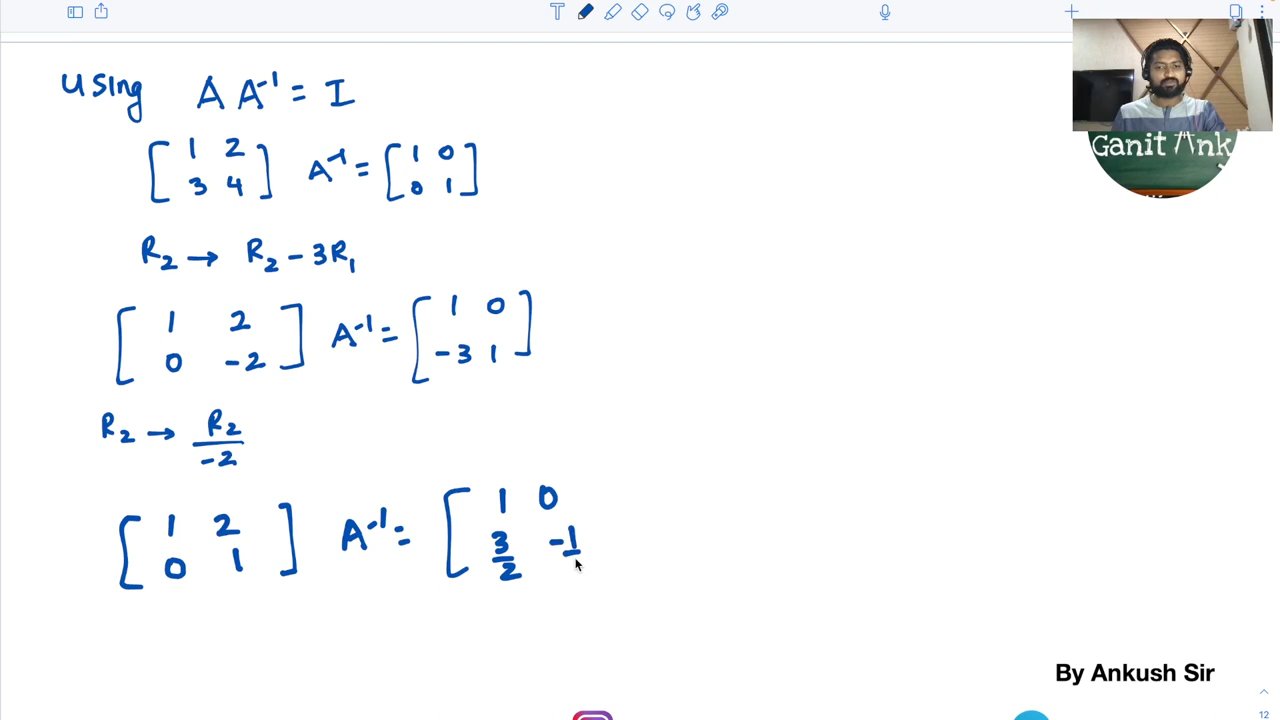 Using A A⁻¹ = I
[1 2
3 4] A⁻¹ = [1 0
0 1]
R₂ → R₂ - 3R₁
[1 2
0 -2] A⁻¹ = [1 0
-3 1]
R₂ → R₂/-2
[1 2
0 1] A⁻¹ = [1 0
3/2 -1/
Ganit Ank
By Ankush Sir
12